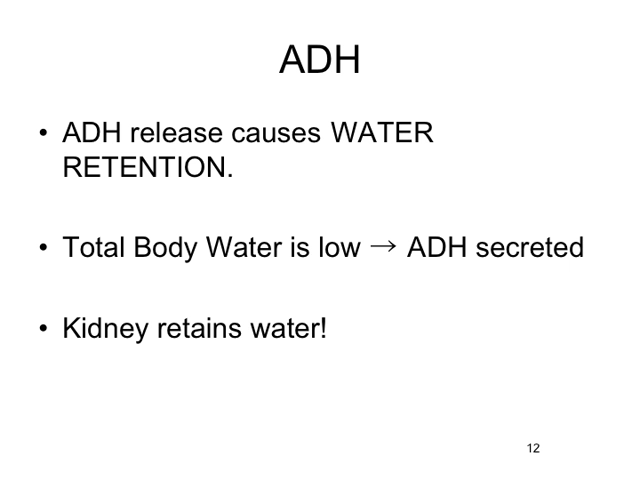 ADH
• ADH release causes WATER
RETENTION.
• Total Body Water is low → ADH secreted
• Kidney retains water!
12